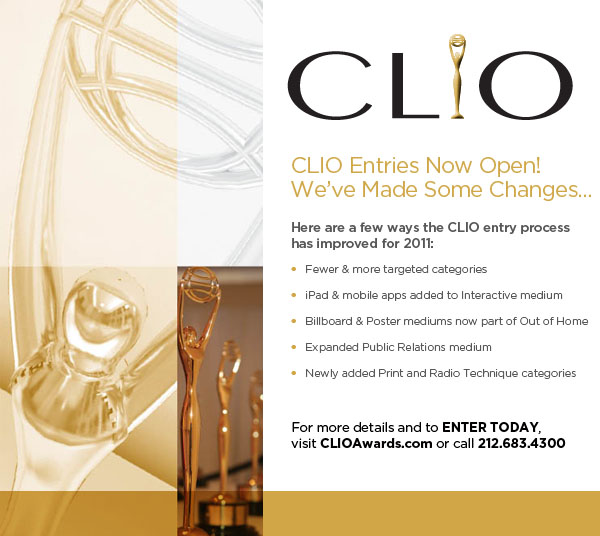 CLIO
CLIO Entries Now Open!
We've Made Some Changes...
Here are a few ways the CLIO entry process
has improved for 2011:
• Fewer & more targeted categories
• iPad & mobile apps added to Interactive medium
• Billboard & Poster mediums now part of Out of Home
• Expanded Public Relations medium
• Newly added Print and Radio Technique categories
For more details and to ENTER TODAY,
visit CLIOAwards.com or call 212.683.4300